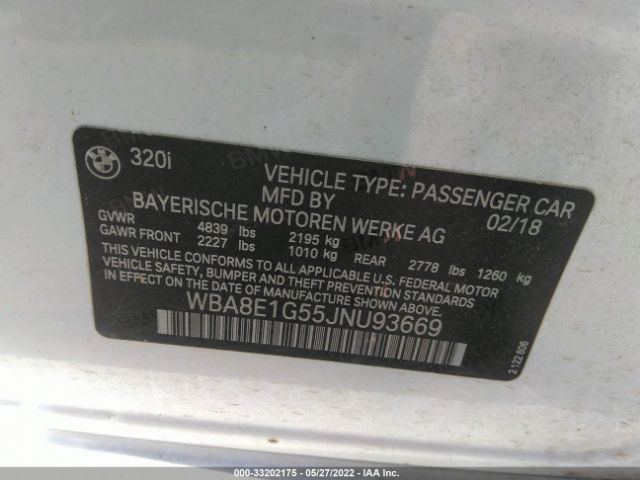 320i
VEHICLE TYPE: PASSENGER CAR
MFD BY 02/18
BAYERISCHE MOTOREN WERKE AG
GVWR 4839 lbs 2195 kg
GAWR FRONT 2227 lbs 1010 kg REAR 2778 lbs 1260 kg
THIS VEHICLE CONFORMS TO ALL APPLICABLE U.S. FEDERAL MOTOR
VEHICLE SAFETY, BUMPER AND THEFT PREVENTION STANDARDS
IN EFFECT ON THE DATE OF MANUFACTURE SHOWN ABOVE.
WBA8E1G55JNU93669
2 122 606
000-33202175 - 05/27/2022 - IAA Inc.